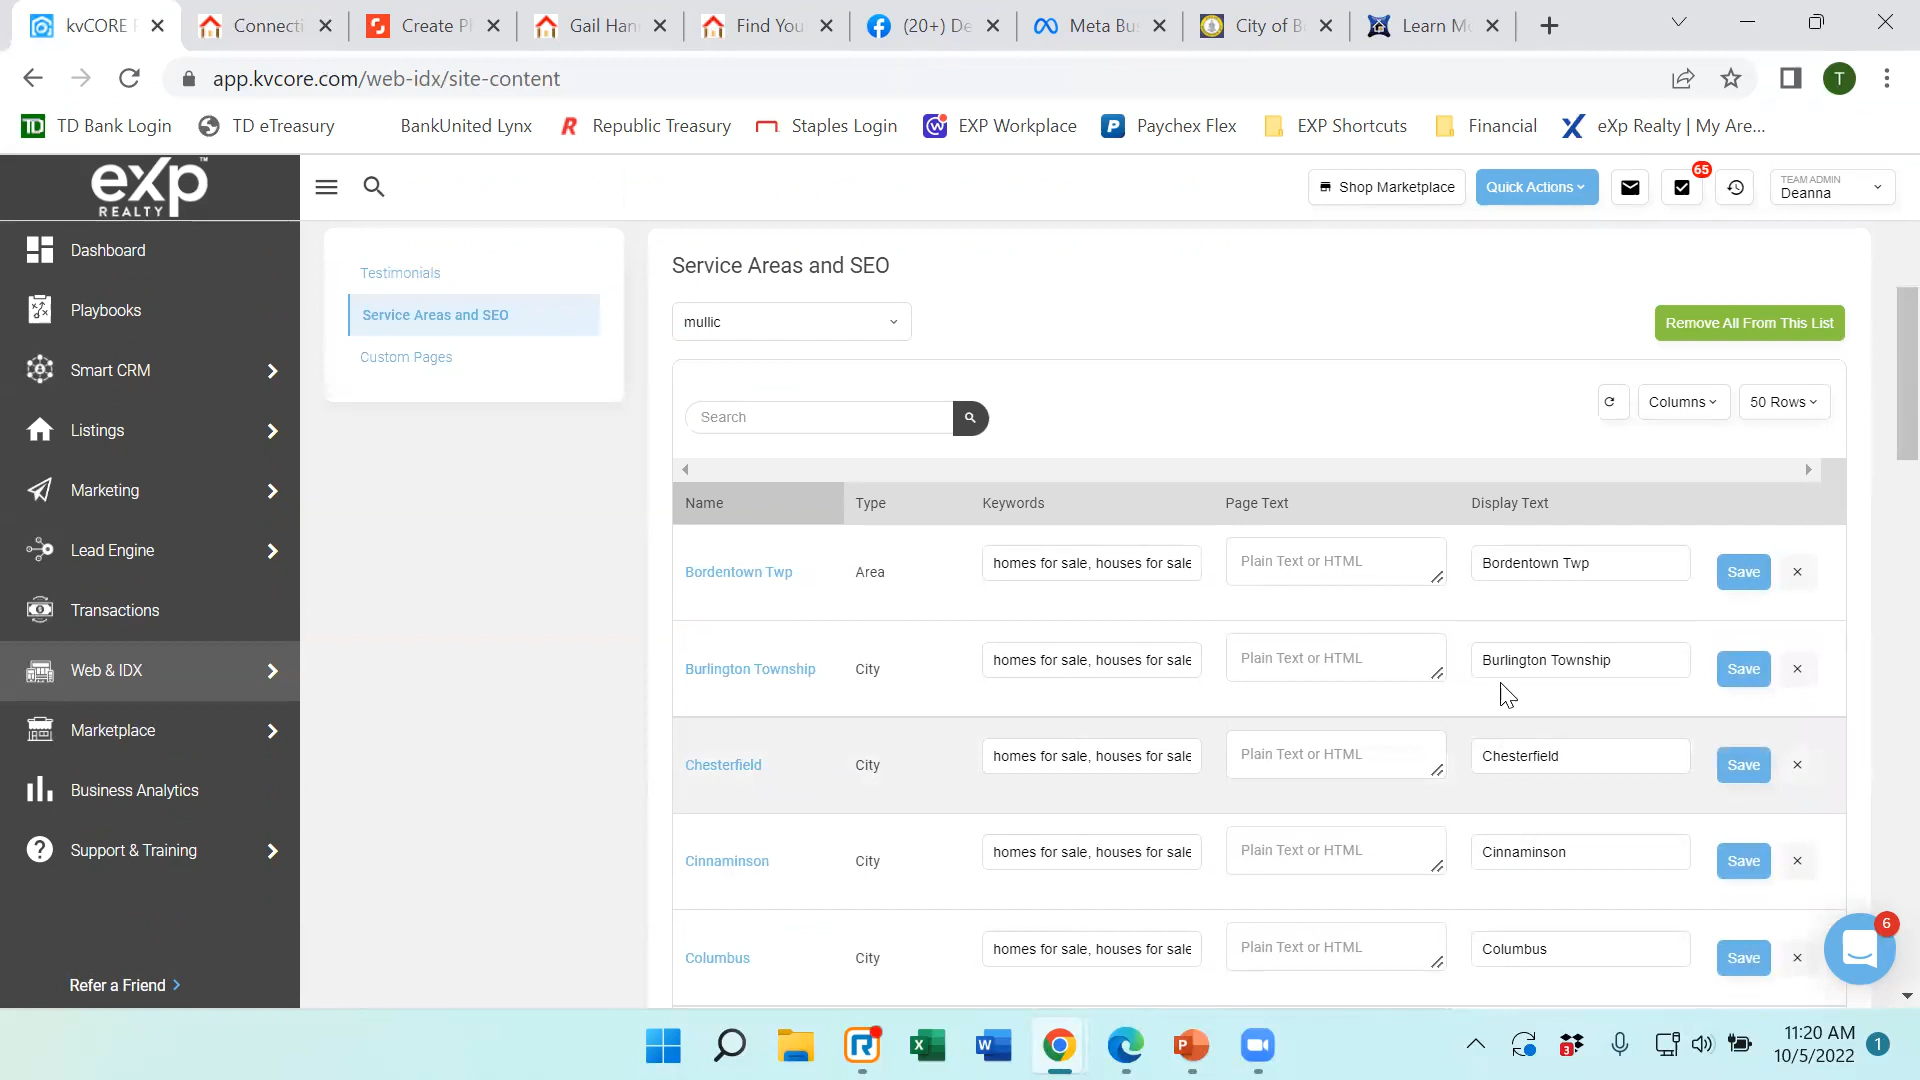 kvCORE
Connecti
Create Pl
Gail Han
Find You
(20+) De
Meta Bus
City of B
Learn Mo
app.kvcore.com/web-idx/site-content
T
TD
TD Bank Login
TD eTreasury
BankUnited Lynx
Republic Treasury
Staples Login
EXP Workplace
Paychex Flex
EXP Shortcuts
Financial
eXp Realty | My Are...
eXp™
REALTY
Shop Marketplace
Quick Actions
65
TEAM ADMIN
Deanna
Dashboard
Playbooks
Smart CRM
Listings
Marketing
Lead Engine
Transactions
Web & IDX
Marketplace
Business Analytics
Support & Training
Refer a Friend
Testimonials
Service Areas and SEO
Custom Pages
Service Areas and SEO
mullic
Remove All From This List
Search
Columns
50 Rows
Name Type Keywords Page Text Display Text
Bordentown Twp Area homes for sale, houses for sale Plain Text or HTML Bordentown Twp Save ×
Burlington Township City homes for sale, houses for sale Plain Text or HTML Burlington Township Save ×
Chesterfield City homes for sale, houses for sale Plain Text or HTML Chesterfield Save ×
Cinnaminson City homes for sale, houses for sale Plain Text or HTML Cinnaminson Save ×
Columbus City homes for sale, houses for sale Plain Text or HTML Columbus Save ×
6
3
11:20 AM
10/5/2022
1